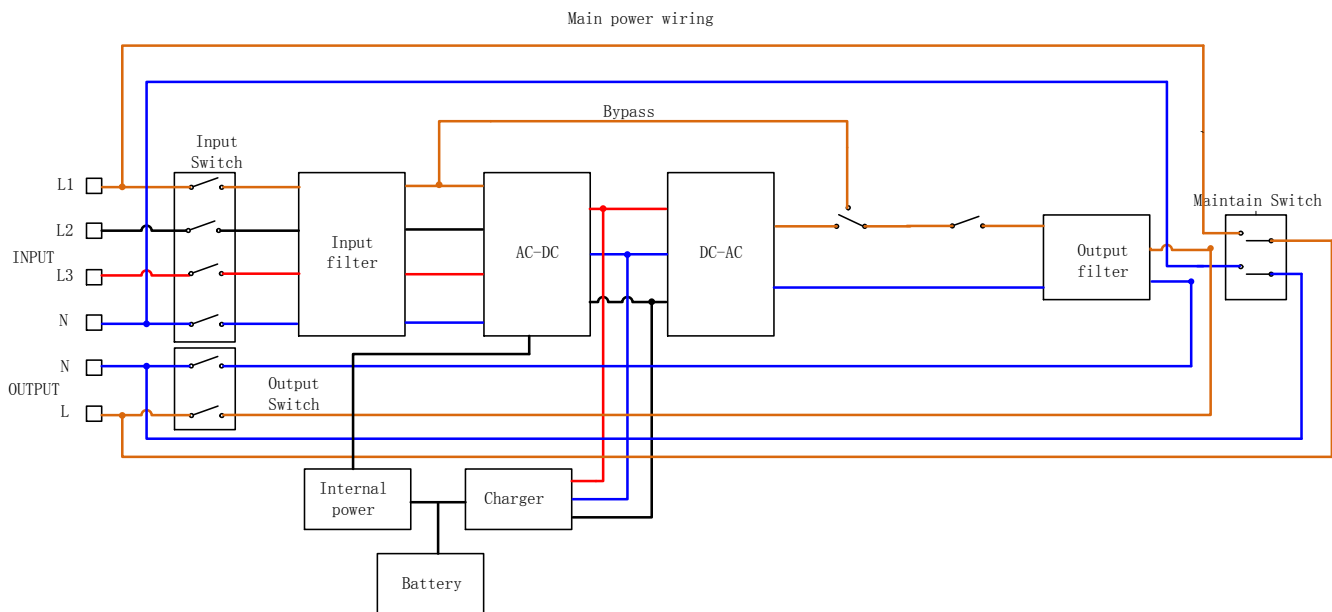 Main power wiring
Bypass
Input
Switch
L1
L2
INPUT
L3
N
Input
filter
AC-DC
DC-AC
Output
filter
Maintain Switch
N
OUTPUT
L
Output
Switch
Internal
power
Charger
Battery